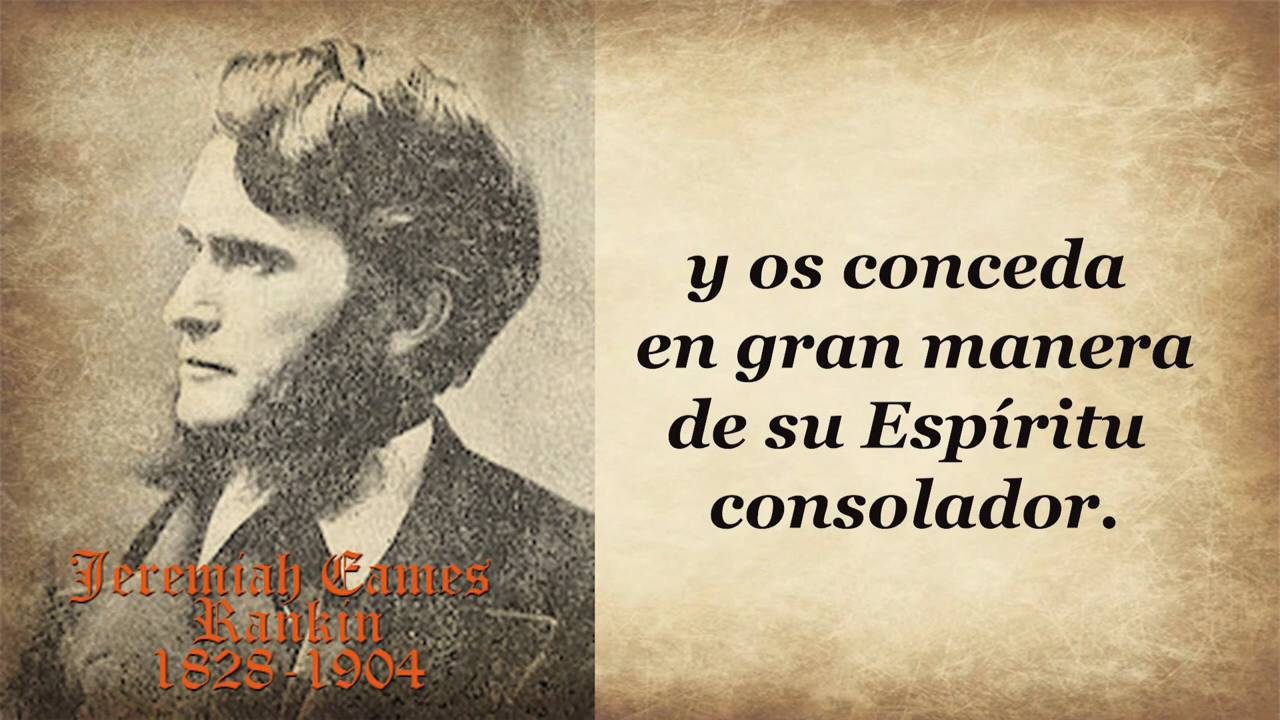 Jeremiah Eames
Rankin
1828-1904
y os conceda
en gran manera
de su Espíritu
consolador.